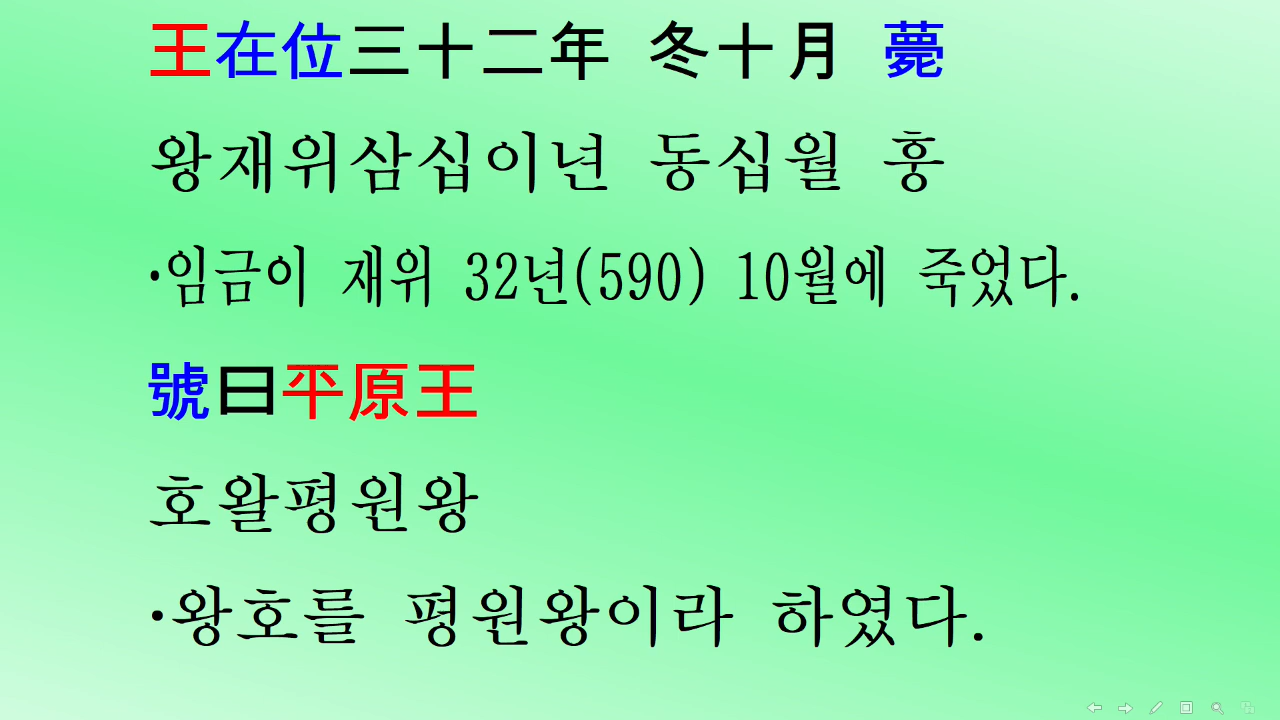 王在位三十二年 冬十月 薨
왕재위삼십이년 동십월 훙
·임금이 재위 32년(590) 10월에 죽었다.
號曰平原王
호왈평원왕
·왕호를 평원왕이라 하였다.